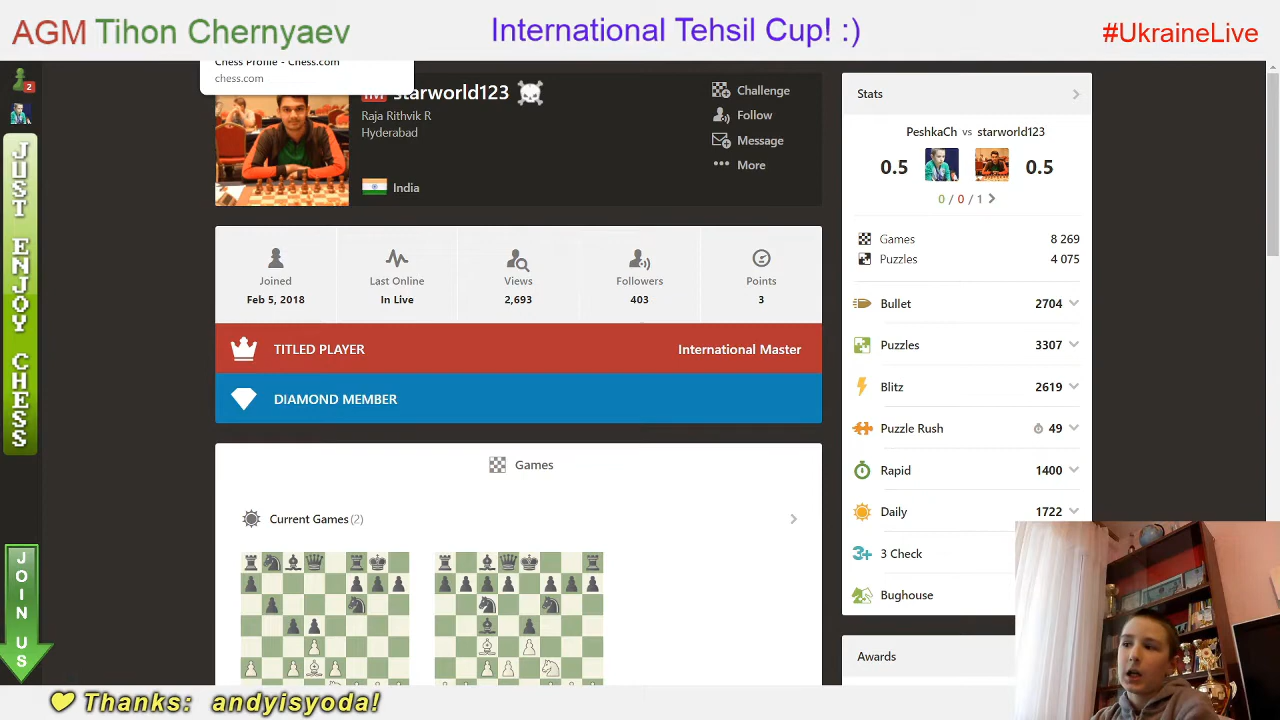 AGM Tihon Chernyaev
International Tehsil Cup! :)
#UkraineLive
2
JUST ENJOY CHESS
JOIN US
Chess Profile - Chess.com
chess.com
IM starworld123
Raja Rithvik R
Hyderabad
India
Challenge
Follow
Message
More
Joined
Feb 5, 2018
Last Online
In Live
Views
2,693
Followers
403
Points
3
TITLED PLAYER International Master
DIAMOND MEMBER
Games
Current Games (2)
Stats
PeshkaCh vs starworld123
0.5 0.5
0 / 0 / 1
Games 8 269
Puzzles 4 075
Bullet 2704
Puzzles 3307
Blitz 2619
Puzzle Rush 49
Rapid 1400
Daily 1722
3+ 3 Check
Bughouse
Awards
Thanks: andyisyoda!